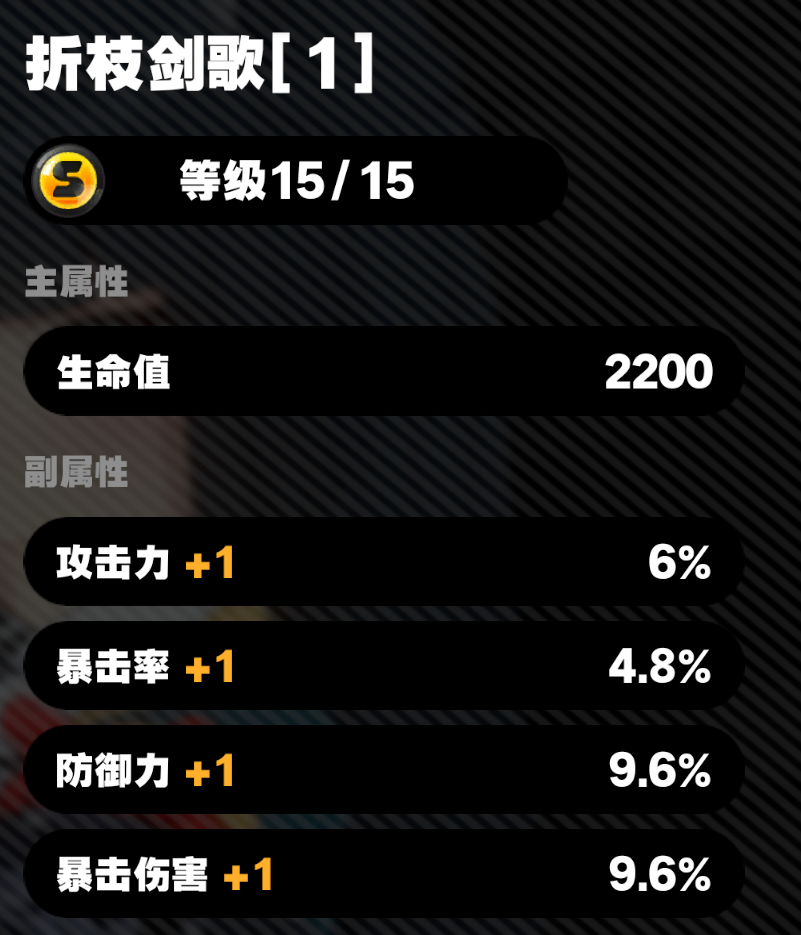 折枝剑歌[1]
S 等级15/15
主属性
生命值 2200
副属性
攻击力 +1 6%
暴击率 +1 4.8%
防御力 +1 9.6%
暴击伤害 +1 9.6%